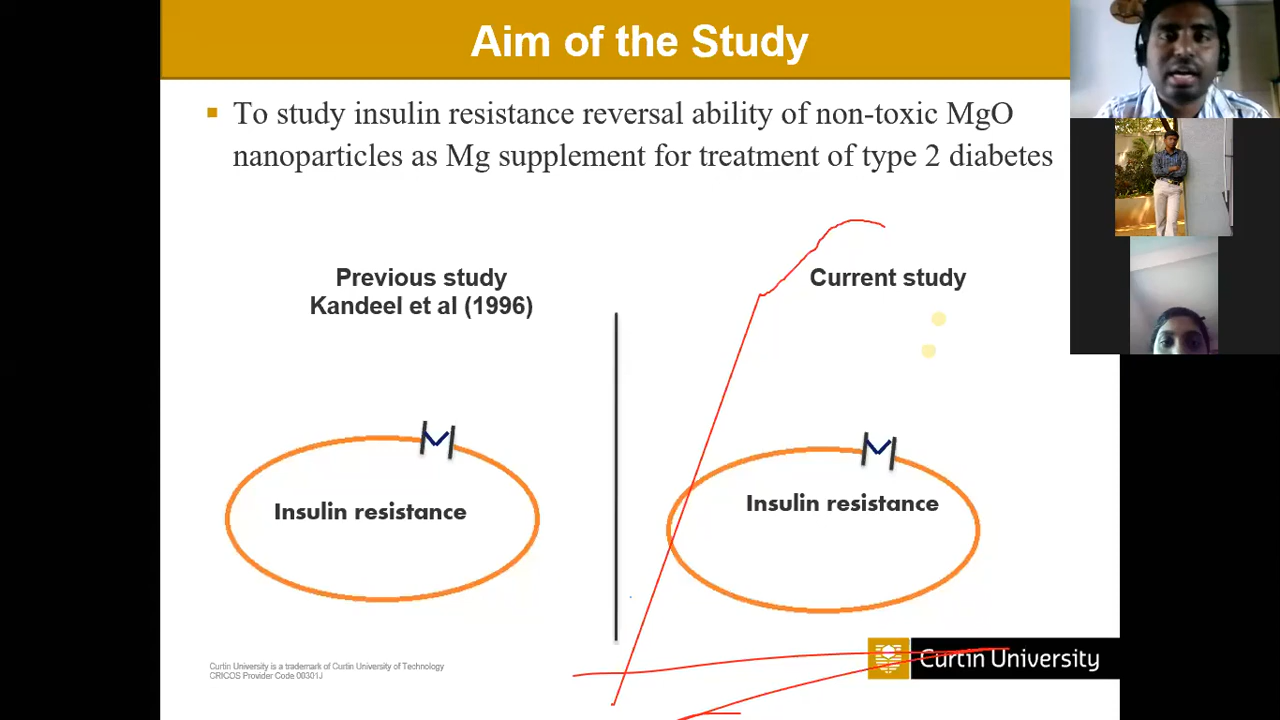 Aim of the Study
To study insulin resistance reversal ability of non-toxic MgO
nanoparticles as Mg supplement for treatment of type 2 diabetes
Previous study
Kandeel et al (1996)
Current study
Insulin resistance
Insulin resistance
Curtin University is a trademark of Curtin University of Technology
CRICOS Provider Code 00301J
Curtin University